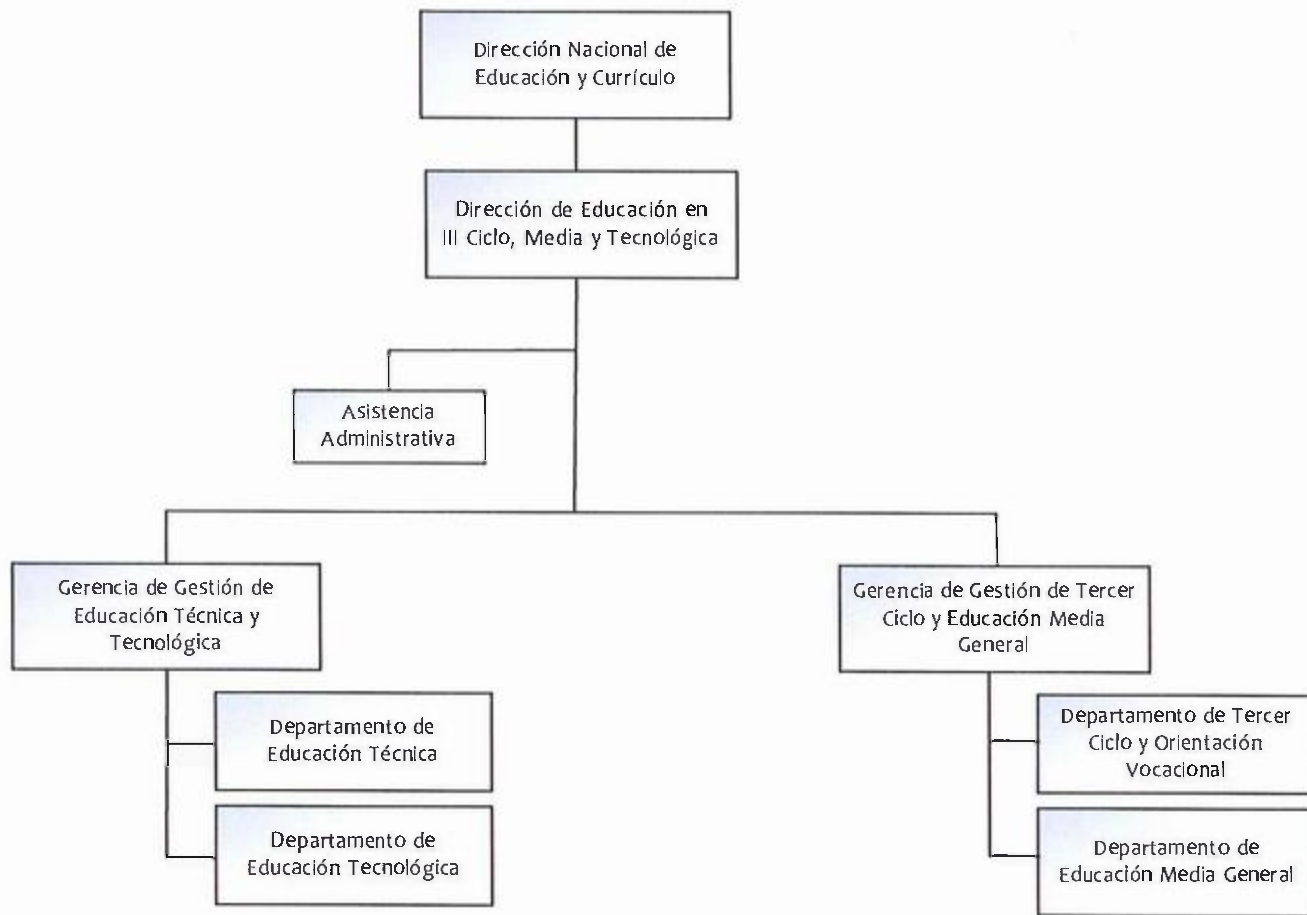 Dirección Nacional de
Educación y Currículo
Dirección de Educación en
III Ciclo, Media y Tecnológica
Asistencia
Administrativa
Gerencia de Gestión de
Educación Técnica y
Tecnológica
Departamento de
Educación Técnica
Departamento de
Educación Tecnológica
Gerencia de Gestión de Tercer
Ciclo y Educación Media
General
Departamento de Tercer
Ciclo y Orientación
Vocacional
Departamento de
Educación Media General